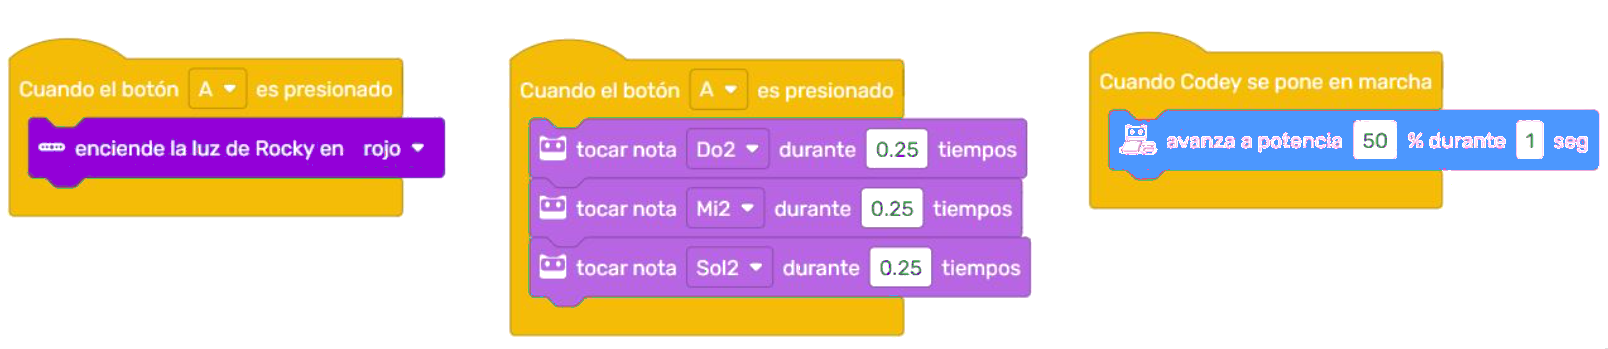 Cuando el botón A es presionado
enciende la luz de Rocky en rojo
Cuando el botón A es presionado
tocar nota Do2 durante 0.25 tiempos
tocar nota Mi2 durante 0.25 tiempos
tocar nota Sol2 durante 0.25 tiempos
Cuando Codey se pone en marcha
avanza a potencia 50 % durante 1 seg